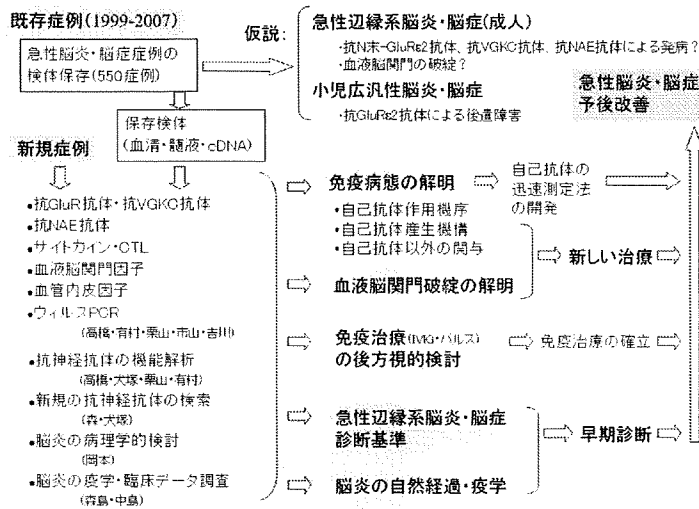 既存症例(1999-2007)
急性脳炎・脳症症例の
検体保存(550症例)
仮説:
急性辺縁系脳炎・脳症(成人)
・抗N末-GluRε2抗体, 抗VGKC抗体, 抗NAE抗体による発病?
・血液脳関門の破綻?
小児広汎性脳炎・脳症
・抗GluRε2抗体による後遺障害
急性脳炎・脳症
予後改善
保存検体
(血清・髄液・cDNA)
新規症例
•抗GluR抗体・抗VGKC抗体
•抗NAE抗体
•サイトカイン・CTL
•血液脳関門因子
•血管内皮因子
•ウィルスPCR
(高橋・有村・栗山・市山・吉川)
•抗神経抗体の機能解析
(高橋・犬塚・栗山・有村)
•新規の抗神経抗体の検索
(森・犬塚)
•脳炎の病理学的検討
(岡本)
•脳炎の疫学・臨床データ調査
(森島・中島)
免疫病態の解明
・自己抗体作用機序
・自己抗体産生機構
・自己抗体以外の関与
自己抗体の
迅速測定法
の開発
血液脳関門破綻の解明
新しい治療
免疫治療(IMG・パルス)
の後方視的検討
免疫治療の確立
急性辺縁系脳炎・脳症
診断基準
早期診断
脳炎の自然経過・疫学